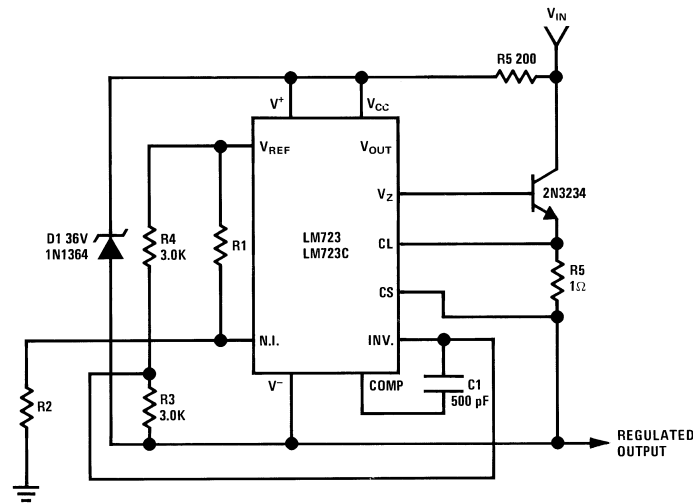 VIN
R5 200
V+
VCC
VREF
VOUT
VZ
2N3234
D1 36V
1N1364
R4
3.0K
R1
LM723
LM723C
CL
CS
R5
1Ω
N.I.
INV.
R2
R3
3.0K
V−
COMP
C1
500 pF
REGULATED
OUTPUT